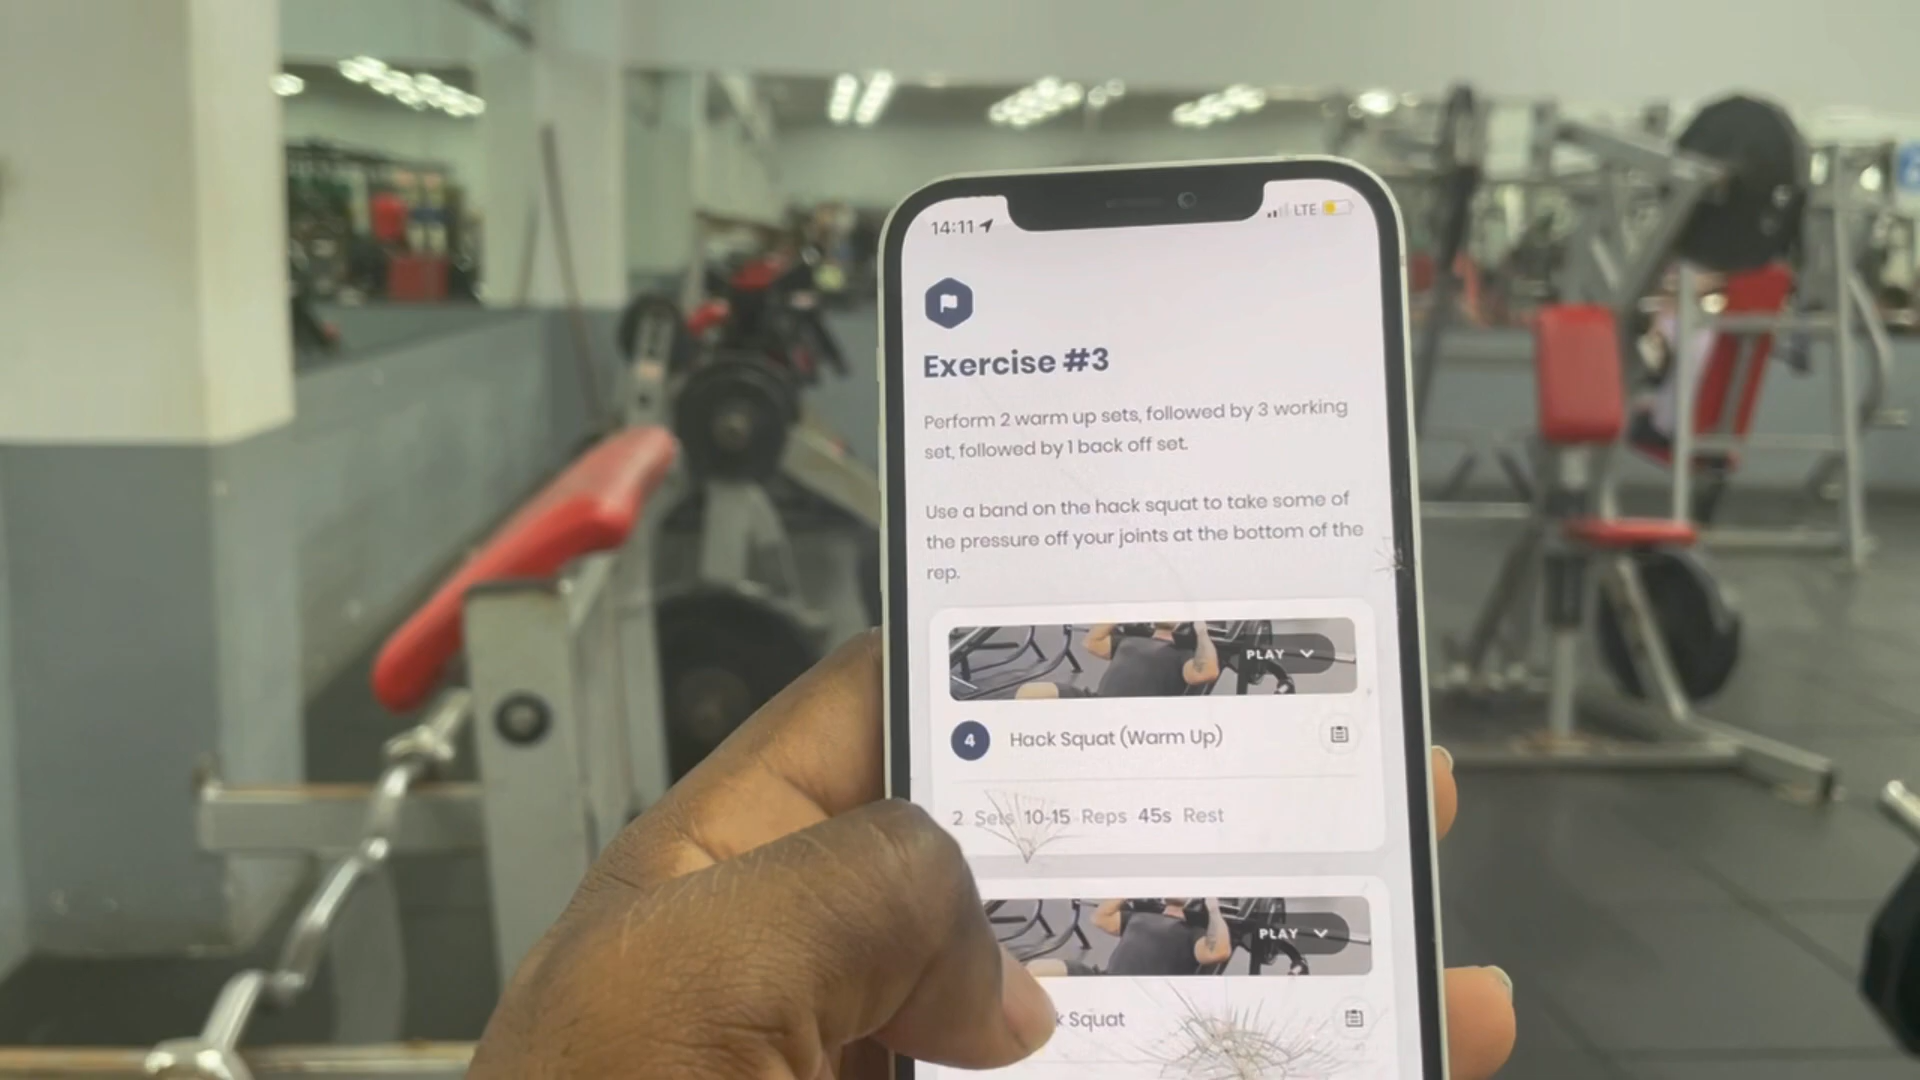 14:11
LTE
Exercise #3
Perform 2 warm up sets, followed by 3 working
set, followed by 1 back off set.
Use a band on the hack squat to take some of
the pressure off your joints at the bottom of the
rep.
PLAY
4 Hack Squat (Warm Up)
2 Sets 10-15 Reps 45s Rest
PLAY
k Squat